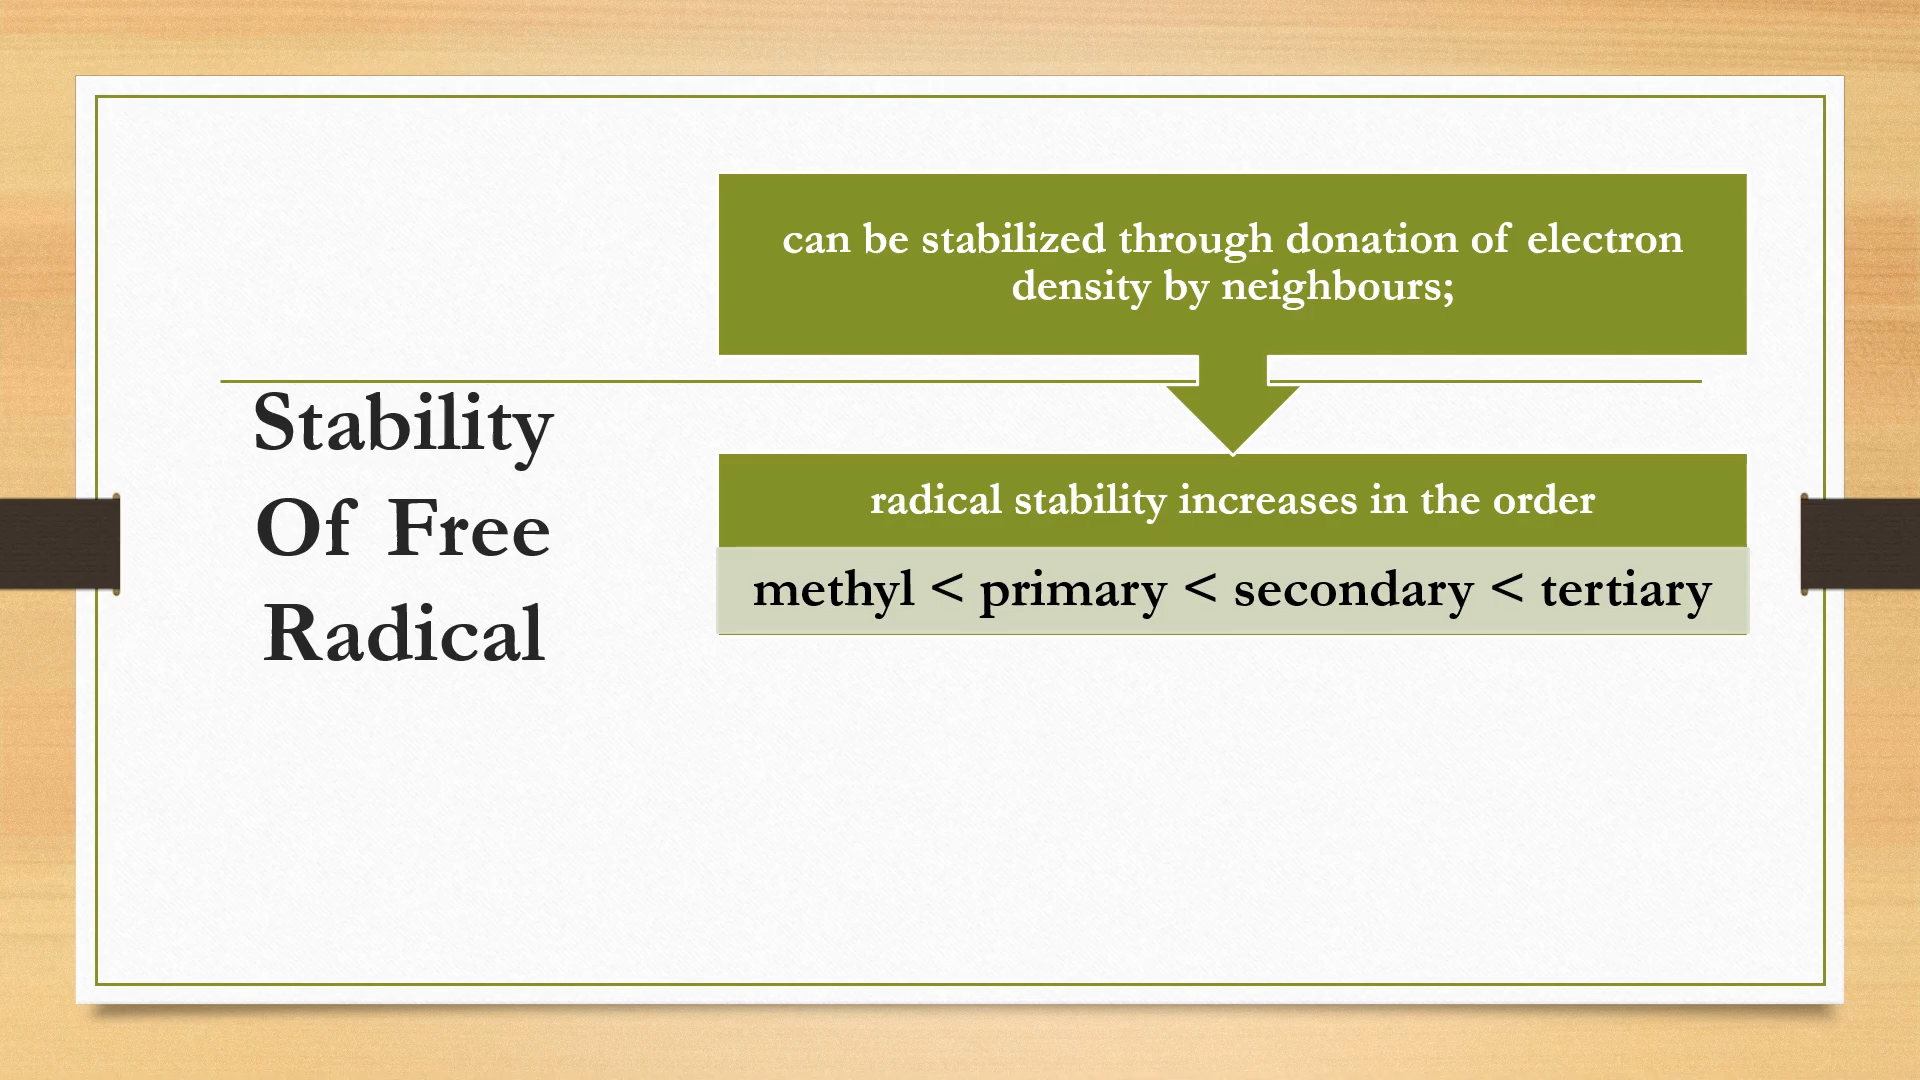 Stability
Of Free
Radical
can be stabilized through donation of electron
density by neighbours;
radical stability increases in the order
methyl < primary < secondary < tertiary